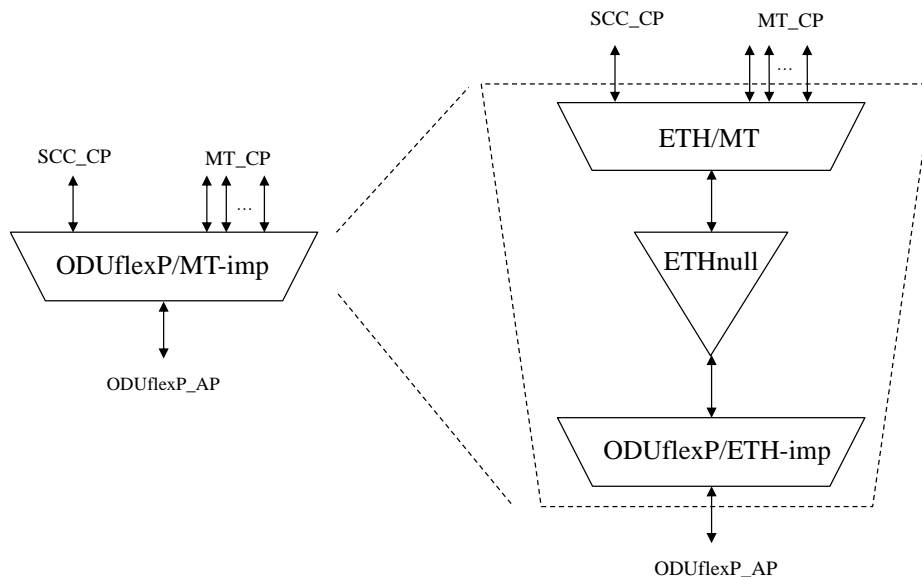 SCC_CP
MT_CP
...
ETH/MT
SCC_CP
MT_CP
...
ETHnull
ODUflexP/MT-imp
ODUflexP_AP
ODUflexP/ETH-imp
ODUflexP_AP